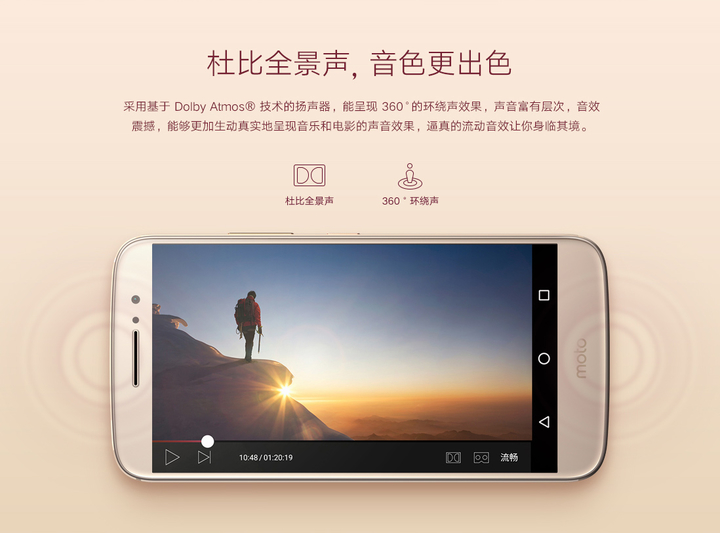 杜比全景声，音色更出色
采用基于 Dolby Atmos® 技术的扬声器，能呈现 360°的环绕声效果，声音富有层次，音效
震撼，能够更加生动真实地呈现音乐和电影的声音效果，逼真的流动音效让你身临其境。
杜比全景声
360 ° 环绕声
moto
10:48 / 01:20:19
流畅